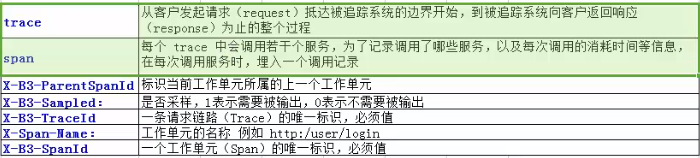 trace 从客户发起请求（request）抵达被追踪系统的边界开始，到被追踪系统向客户返回响应
（response）为止的整个过程
span 每个 trace 中会调用若干个服务，为了记录调用了哪些服务，以及每次调用的消耗时间等信息，
在每次调用服务时，埋入一个调用记录
X-B3-ParentSpanId 标识当前工作单元所属的上一个工作单元
X-B3-Sampled： 是否采样，1表示需要被输出，0表示不需要被输出
X-B3-TraceId 一条请求链路（Trace）的唯一标识，必须值
X-Span-Name： 工作单元的名称 例如 http:/user/login
X-B3-SpanId 一个工作单元（Span）的唯一标识，必须值